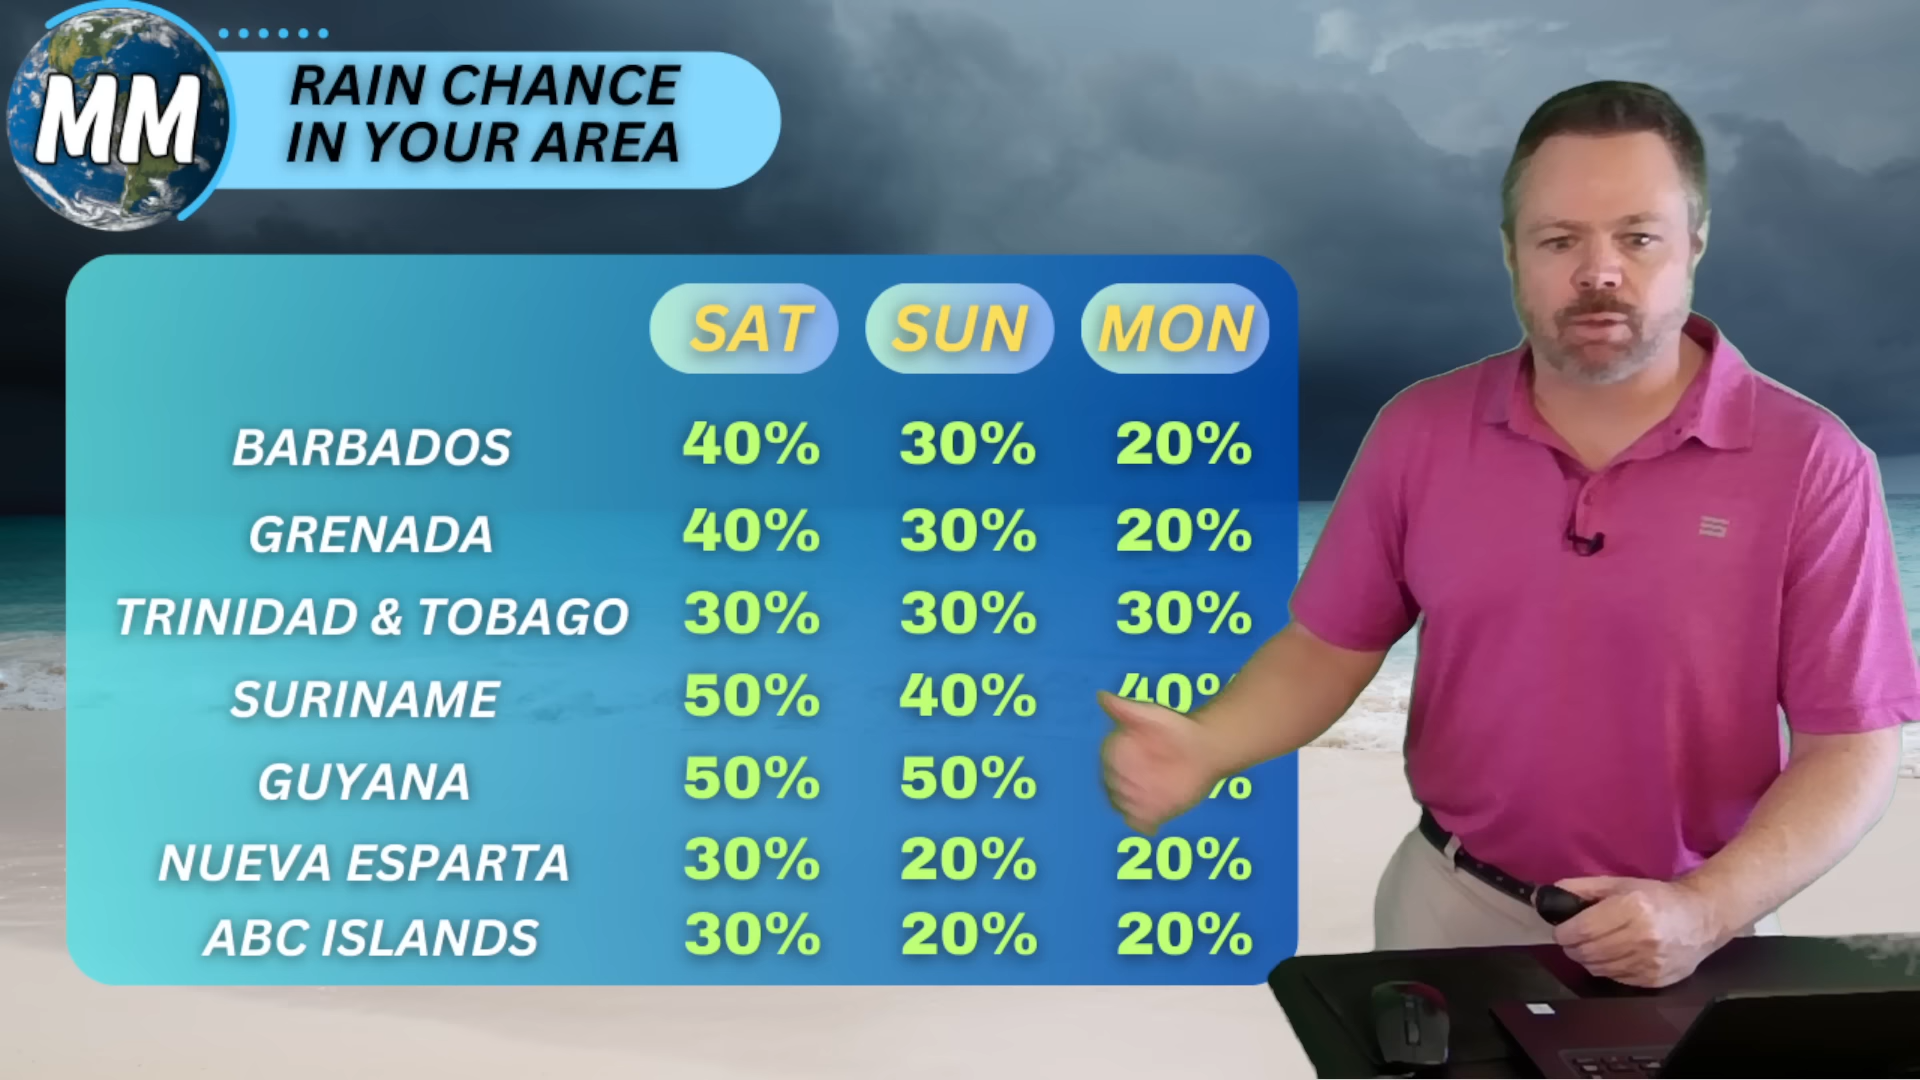 MM
RAIN CHANCE
IN YOUR AREA
SAT SUN MON
BARBADOS 40% 30% 20%
GRENADA 40% 30% 20%
TRINIDAD & TOBAGO 30% 30% 30%
SURINAME 50% 40% 40%
GUYANA 50% 50%
NUEVA ESPARTA 30% 20% 20%
ABC ISLANDS 30% 20% 20%